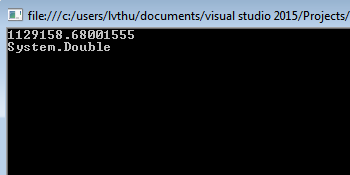 file:///c:/users/lvthu/documents/visual studio 2015/Projects/
1129158.68001555
System.Double